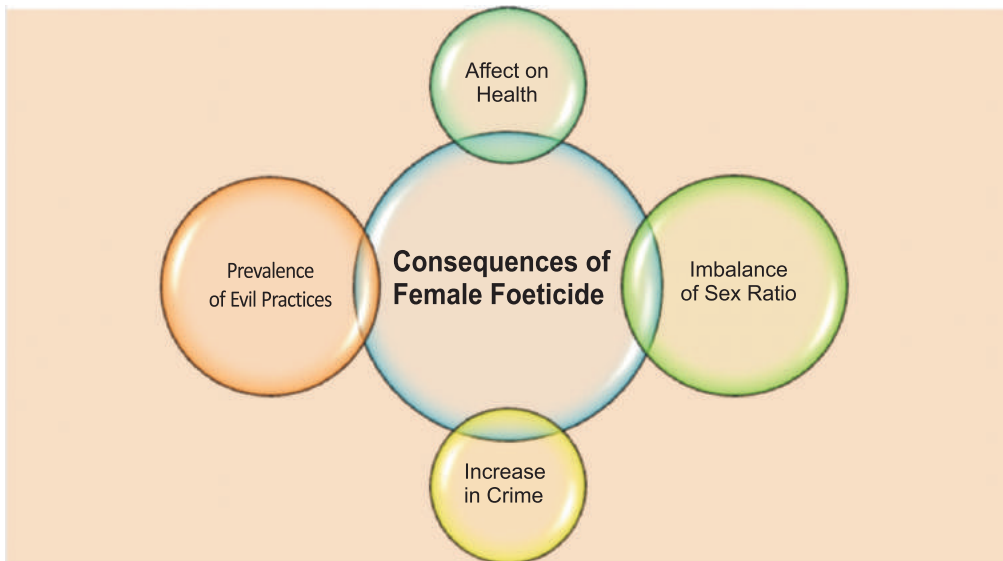 Affect on
Health
Prevalence
of Evil Practices
Consequences of
Female Foeticide
Imbalance
of Sex Ratio
Increase
in Crime